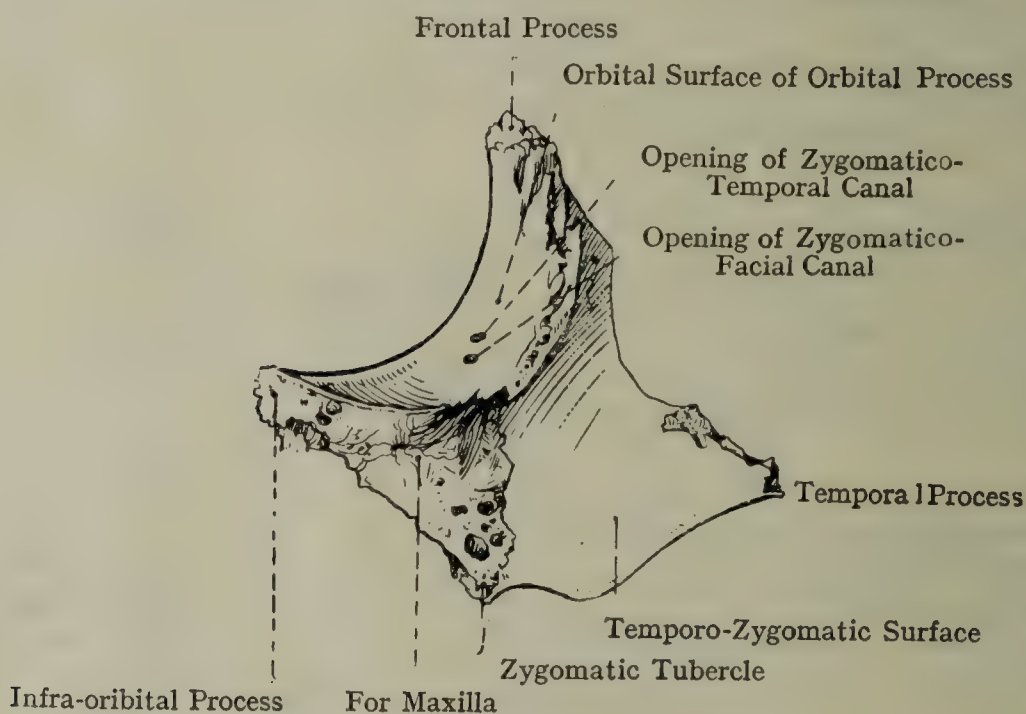 Frontal Process
Orbital Surface of Orbital Process
Opening of Zygomatico-
Temporal Canal
Opening of Zygomatico-
Facial Canal
Temporal Process
Temporo-Zygomatic Surface
Zygomatic Tubercle
Infra-oribital Process
For Maxilla